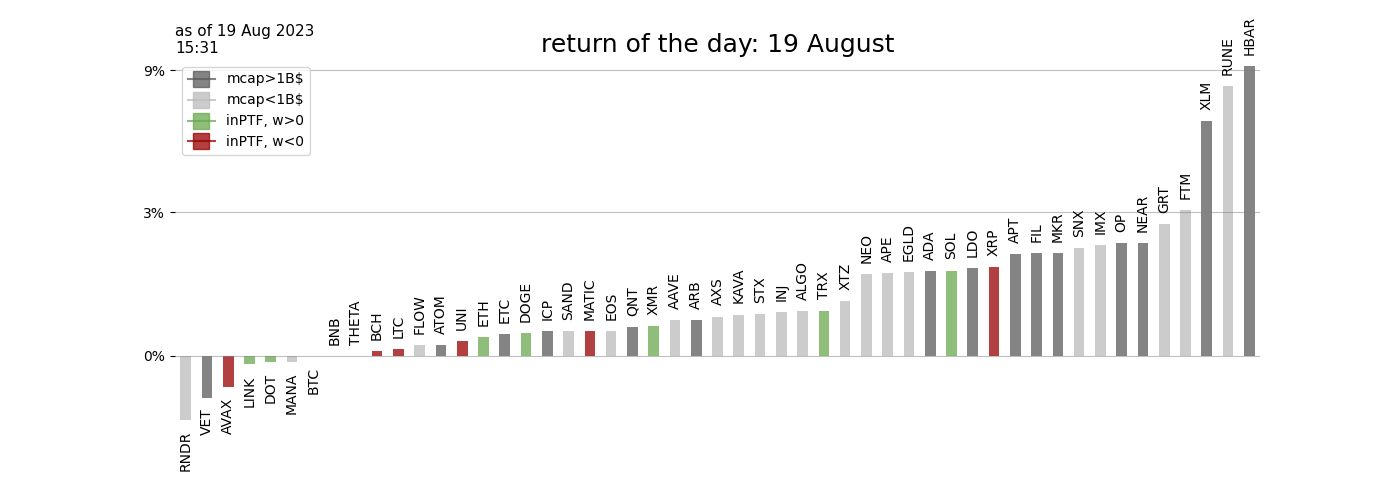 as of 19 Aug 2023
15:31
return of the day: 19 August
9%
3%
0%
mcap>1B$
mcap<1B$
inPTF, w>0
inPTF, w<0
RNDR
VET
AVAX
LINK
DOT
MANA
BTC
BNB
THETA
BCH
LTC
FLOW
ATOM
UNI
ETH
ETC
DOGE
ICP
SAND
MATIC
EOS
QNT
XMR
AAVE
ARB
AXS
KAVA
STX
INJ
ALGO
TRX
XTZ
NEO
APE
EGLD
ADA
SOL
LDO
XRP
APT
FIL
MKR
SNX
IMX
OP
NEAR
GRT
FTM
XLM
RUNE
HBAR